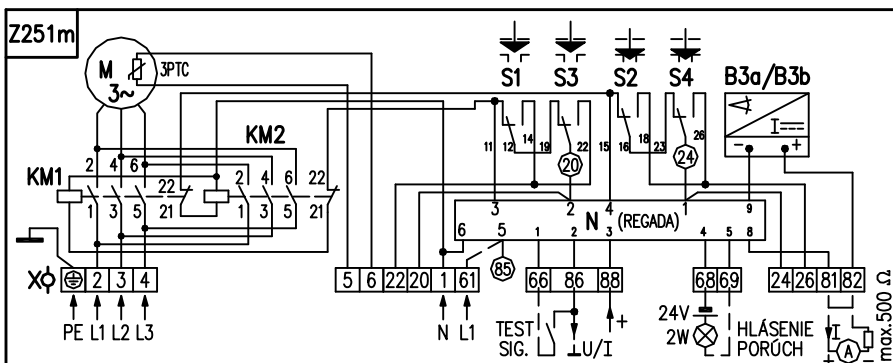 Z251m
M
3~
3PTC
S1 S3 S2 S4 B3a/B3b
I
- +
KM2
KM1
2 4 6 22
1 3 5 21
2 4 6 22
1 3 5 21
11 12 14 19 22 15 16 18 23 26
20 24
3 2 4 1 9
N (REGADA)
6 5 1 2 3 4 5 8
85
X
2 3 4 5 6 22 20 1 61 66 86 88 68 69 24 26 81 82
PE L1 L2 L3 N L1
TEST
SIG.
⊥U/I
+
24V
2W
HLÁSENIE
PORÚCH
I
A
+
max.500 Ω